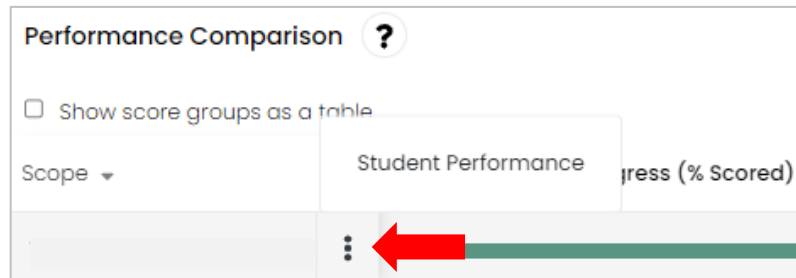 Performance Comparison ?
Show score groups as a table
Student Performance
Scope gress (% Scored)